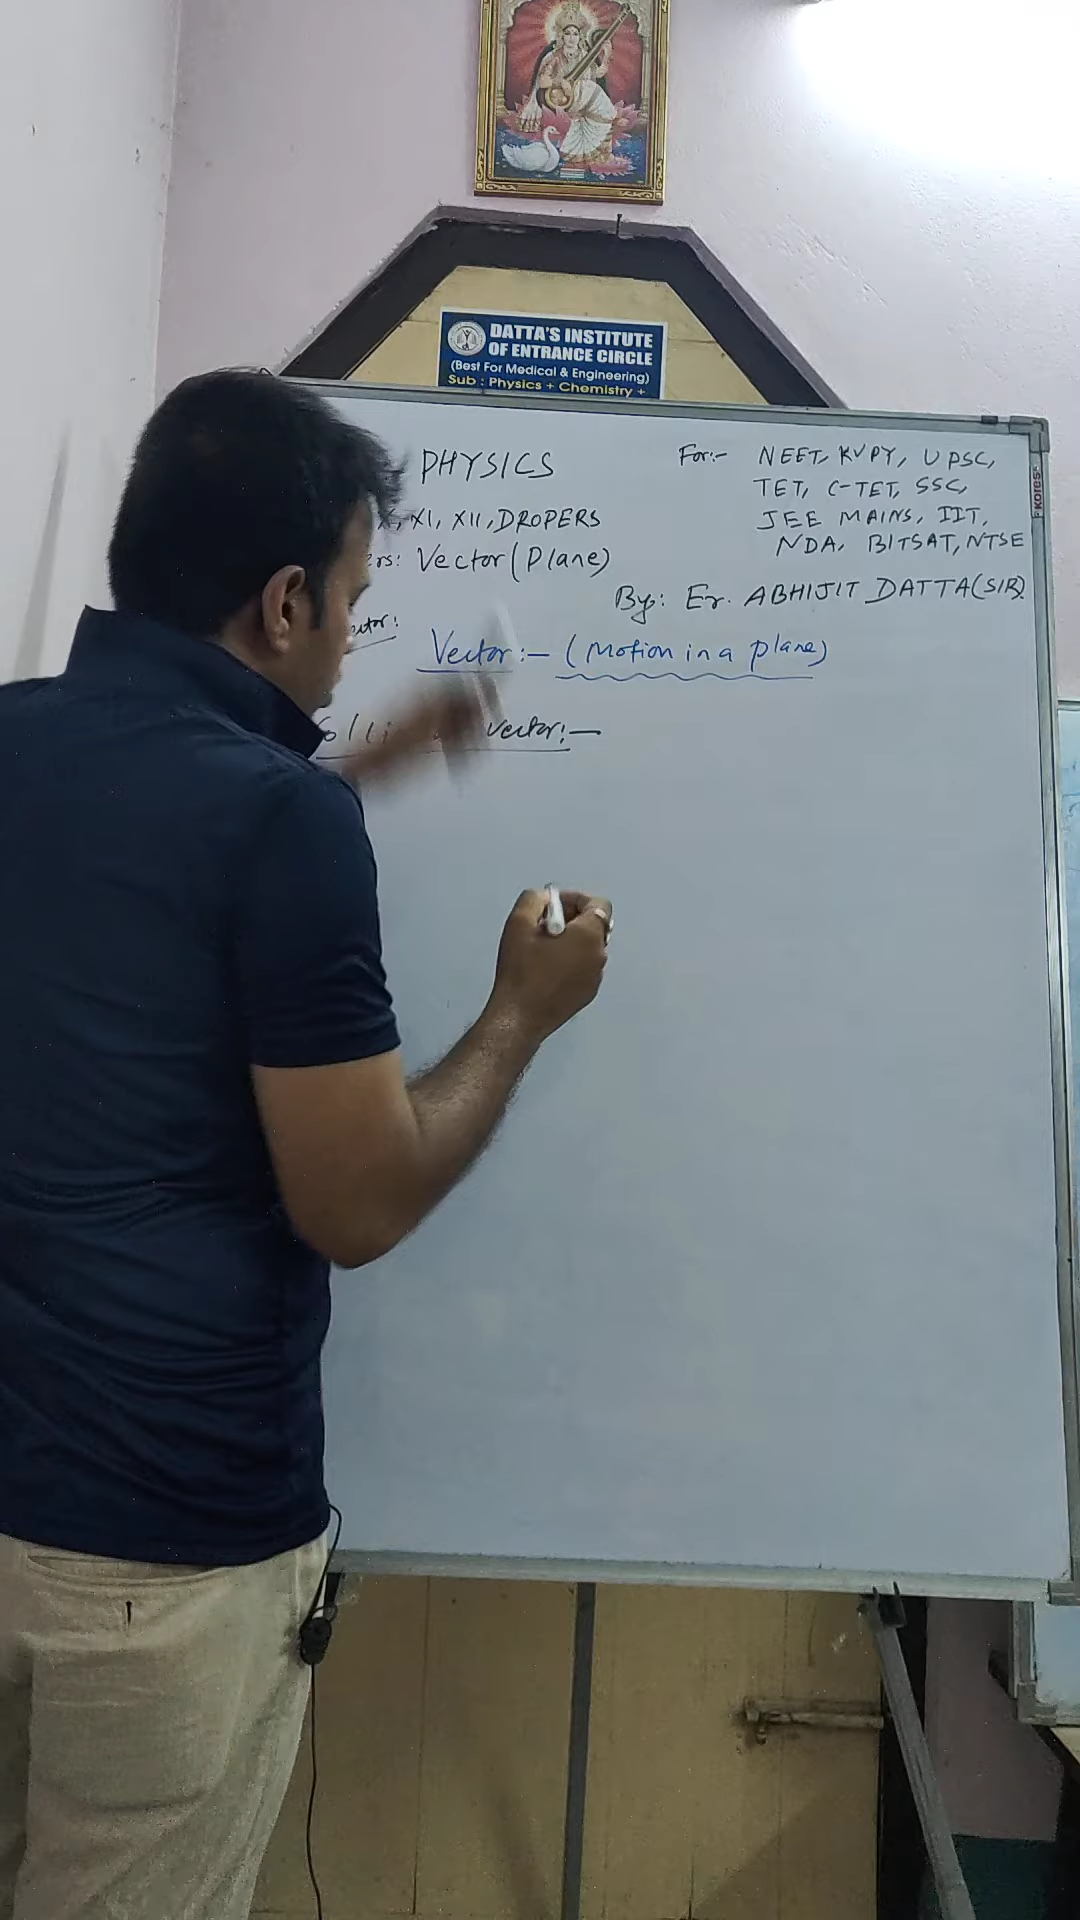 DATTA'S INSTITUTE
OF ENTRANCE CIRCLE
(Best For Medical & Engineering)
Sub : Physics + Chemistry +
PHYSICS
X, XI, XII, DROPERS
Vector (Plane)
For:- NEET, KVPY, UPSC,
TET, C-TET, SSC,
JEE MAINS, IIT,
NDA, BITSAT, NTSE
By: Er. ABHIJIT DATTA (SIR)
Vector:- (Motion in a plane)
vector:-
kores